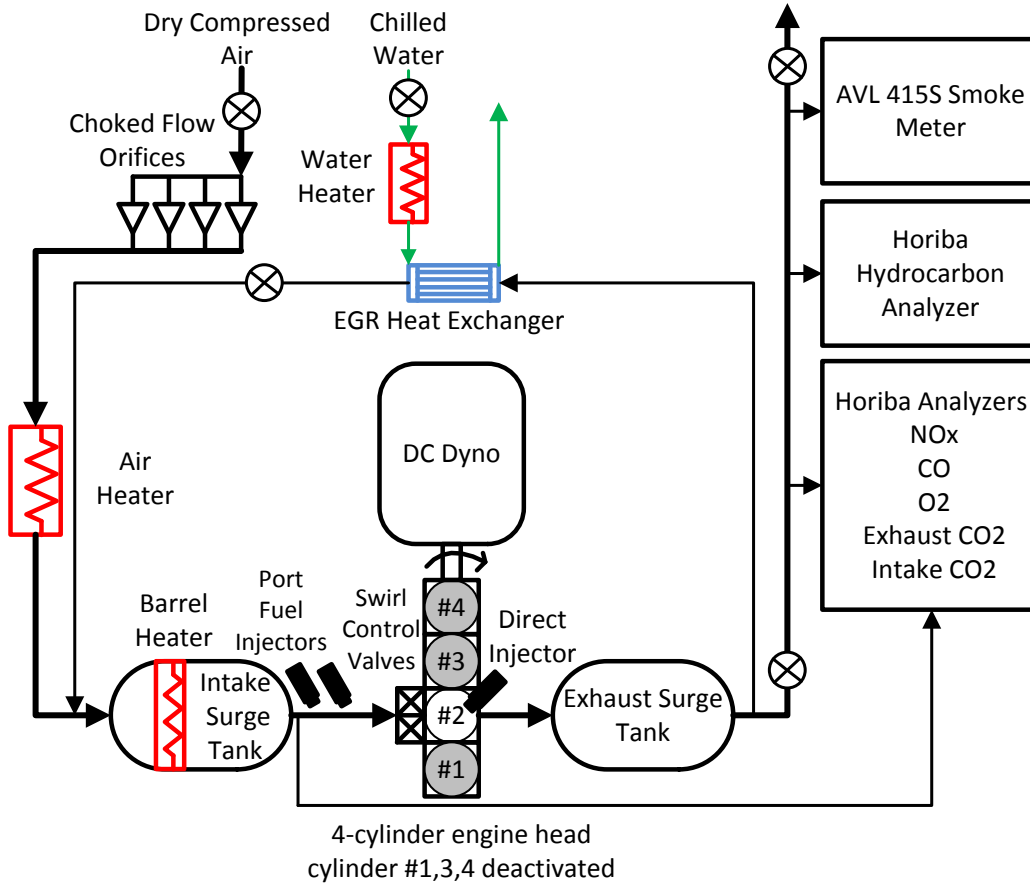 Dry Compressed
Air
Chilled
Water
AVL 415S Smoke
Meter
Choked Flow
Orifices
Water
Heater
Horiba
Hydrocarbon
Analyzer
EGR Heat Exchanger
Horiba Analyzers
NOx
CO
O2
Exhaust CO2
Intake CO2
DC Dyno
Air
Heater
Barrel
Heater
Port
Fuel
Injectors
Swirl
Control
Valves
Direct
Injector
#4
#3
#2
#1
Intake
Surge
Tank
Exhaust Surge
Tank
4-cylinder engine head
cylinder #1,3,4 deactivated